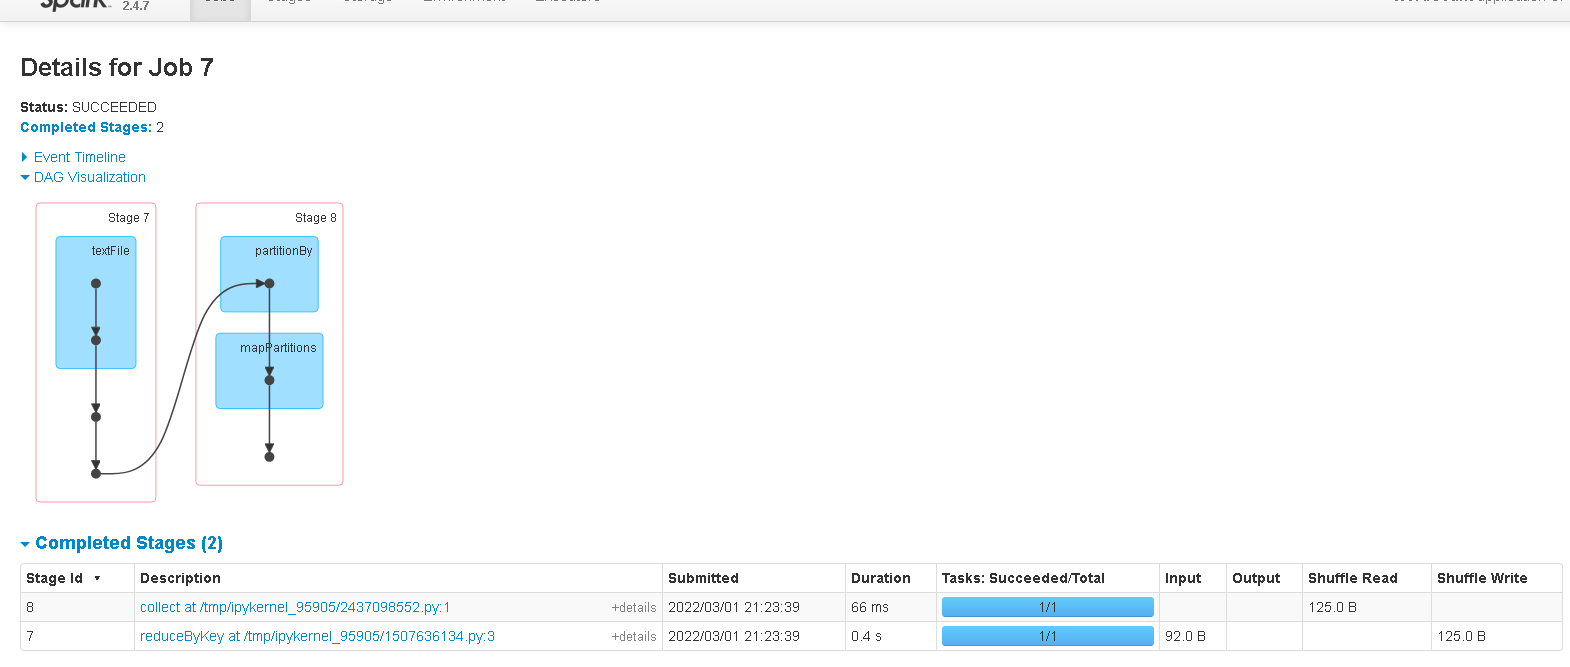 Spark 2.4.7
Details for Job 7
Status: SUCCEEDED
Completed Stages: 2
Event Timeline
DAG Visualization
Stage 7
Stage 8
textFile
partitionBy
mapPartitions
Completed Stages (2)
Stage Id Description Submitted Duration Tasks: Succeeded/Total Input Output Shuffle Read Shuffle Write
8 collect at /tmp/ipykernel_95905/2437098552.py:1 +details 2022/03/01 21:23:39 66 ms 1/1 125.0 B
7 reduceByKey at /tmp/ipykernel_95905/1507636134.py:3 +details 2022/03/01 21:23:39 0.4 s 1/1 92.0 B 125.0 B